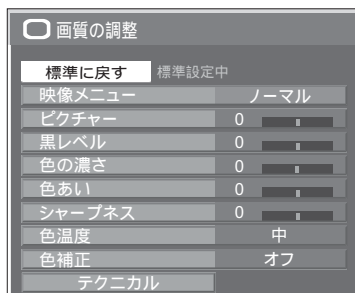 画質の調整
標準に戻す 標準設定中
映像メニュー ノーマル
ピクチャー 0
黒レベル 0
色の濃さ 0
色あい 0
シャープネス 0
色温度 中
色補正 オフ
テクニカル